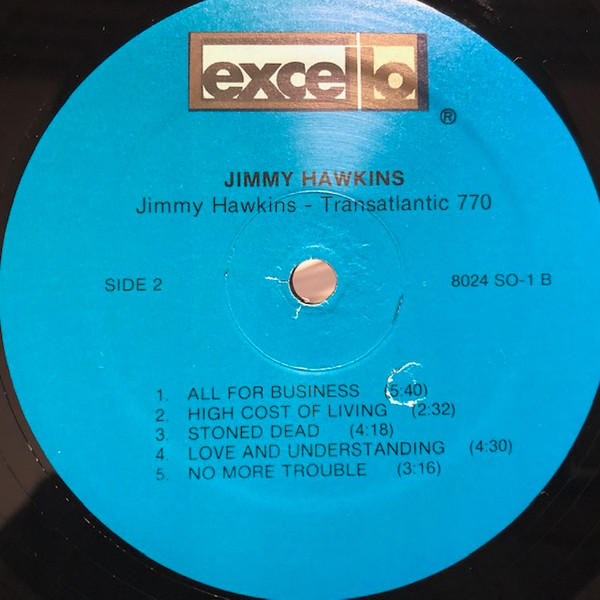 excello
®
JIMMY HAWKINS
Jimmy Hawkins - Transatlantic 770
SIDE 2
8024 SO-1 B
1. ALL FOR BUSINESS (5:40)
2. HIGH COST OF LIVING (2:32)
3. STONED DEAD (4:18)
4. LOVE AND UNDERSTANDING (4:30)
5. NO MORE TROUBLE (3:16)